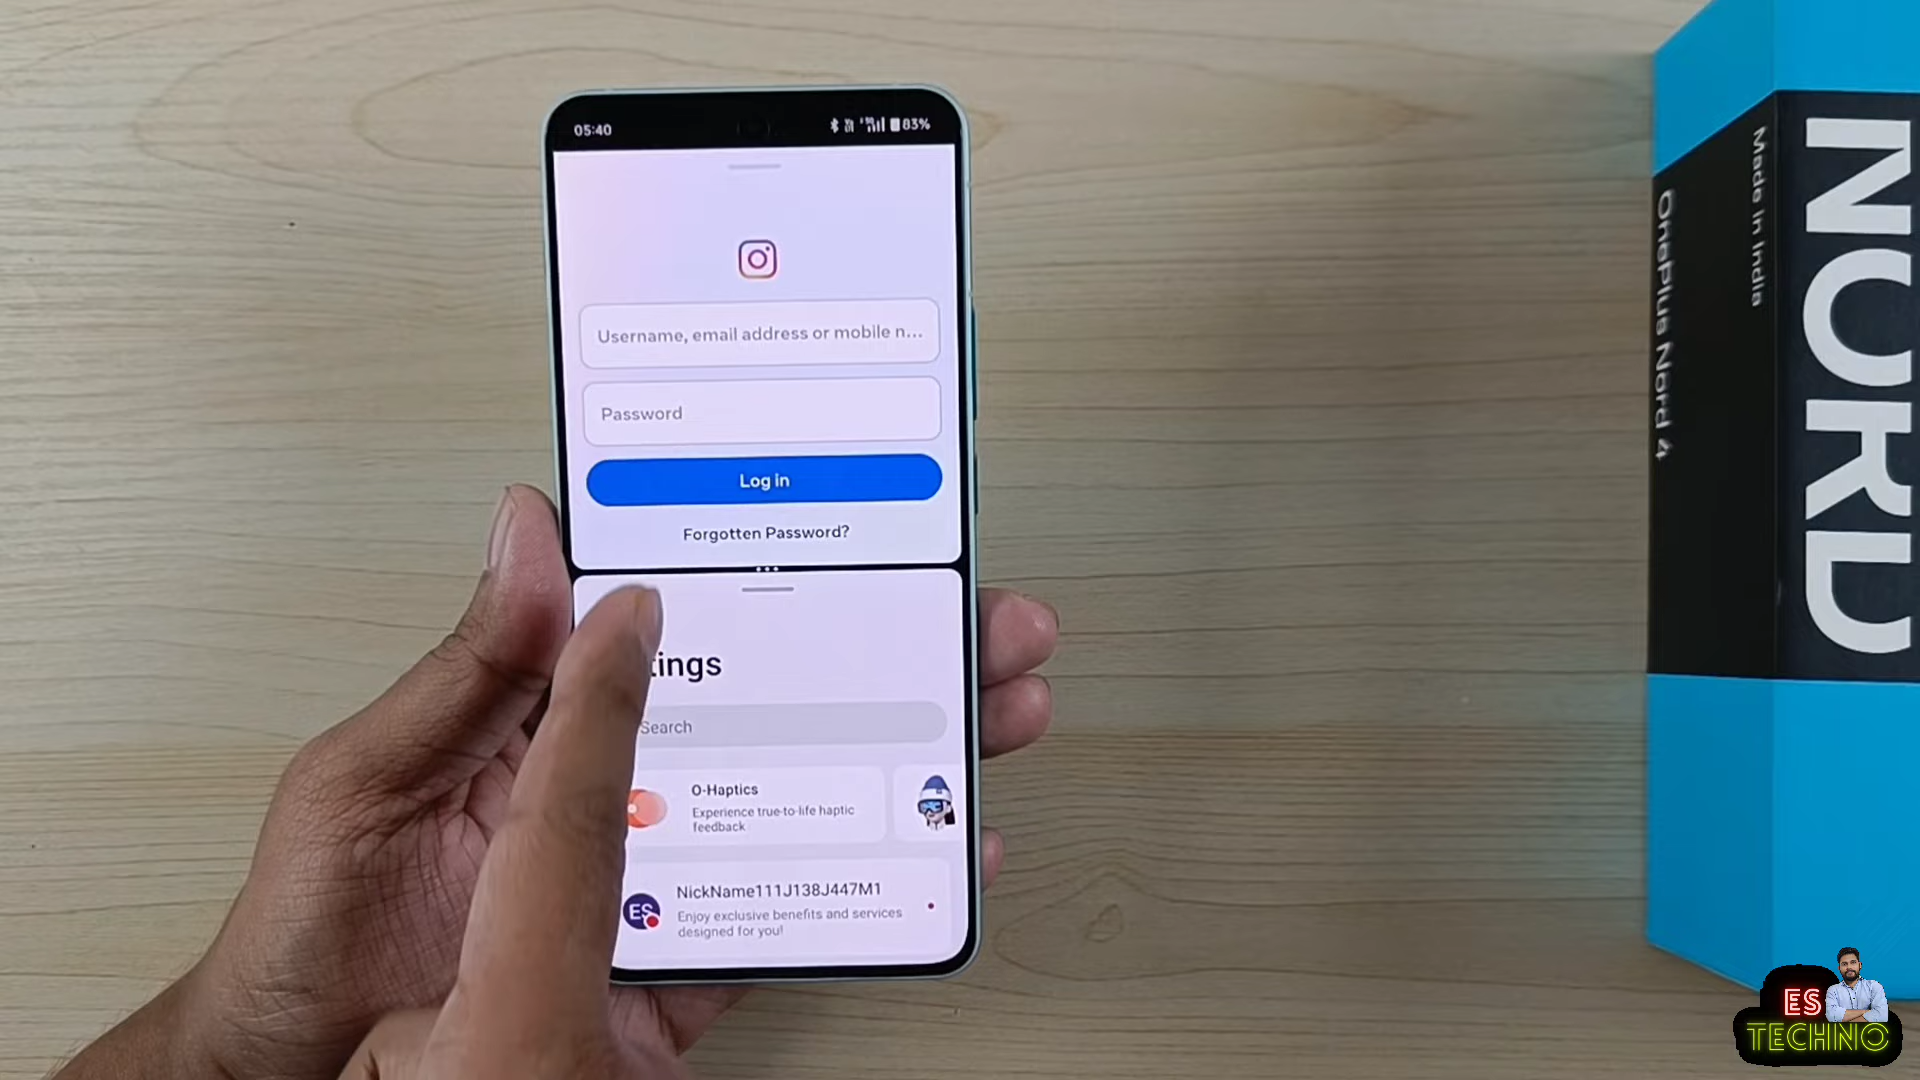 05:40
83%
Username, email address or mobile n...
Password
Log in
Forgotten Password?
tings
Search
O-Haptics
Experience true-to-life haptic
feedback
NickName111J138J447M1
Enjoy exclusive benefits and services
designed for you!
ES
NORD
Made in India
OnePlus Nord 4
ES
TECHNO